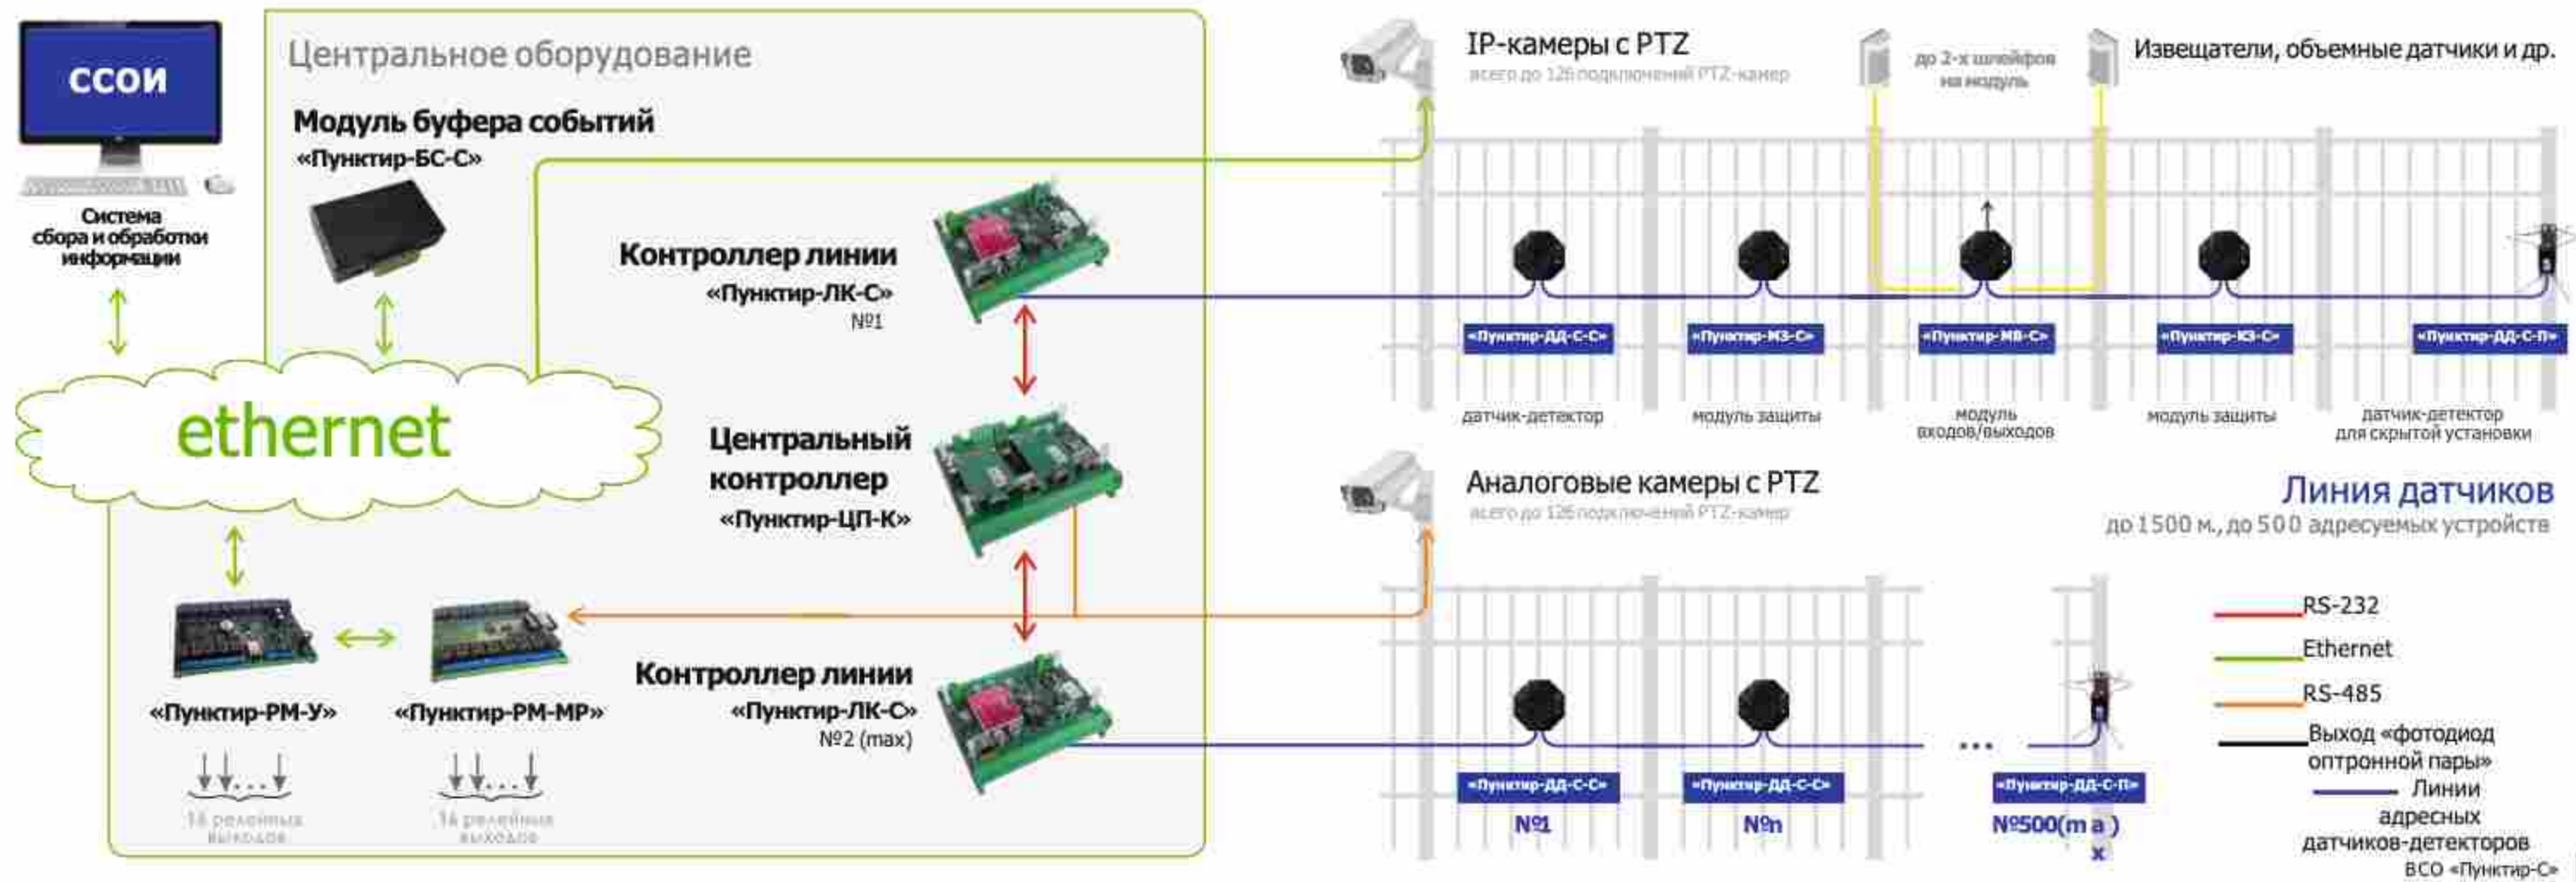 ССОИ
Система
сбора и обработки
информации
Центральное оборудование
Модуль буфера событий
«Пунктир-БС-С»
Контроллер линии
«Пунктир-ЛК-С»
№1
ethernet
Центральный
контроллер
«Пунктир-ЦП-К»
«Пунктир-РМ-У»
16 релейных
выходов
«Пунктир-РМ-МР»
16 релейных
выходов
Контроллер линии
«Пунктир-ЛК-С»
№2 (max)
IP-камеры с PTZ
всего до 126 подключений PTZ-камер
до 2-х шлейфов
на модуль
Извещатели, объемные датчики и др.
«Пунктир-ДД-С-С»
«Пунктир-МЗ-С»
«Пунктир-МВ-С»
«Пунктир-КЗ-С»
«Пунктир-ДД-С-П»
датчик-детектор
модуль защиты
модуль
входов/выходов
модуль защиты
датчик-детектор
для скрытой установки
Аналоговые камеры с PTZ
всего до 126 подключений PTZ-камер
Линия датчиков
до 1500 м., до 500 адресуемых устройств
«Пунктир-ДД-С-С»
«Пунктир-ДД-С-С»
...
«Пунктир-ДД-С-П»
№1
№n
№500(ma)
x
RS-232
Ethernet
RS-485
Выход «фотодиод
оптронной пары»
Линии
адресных
датчиков-детекторов
ВСО «Пунктир-С»